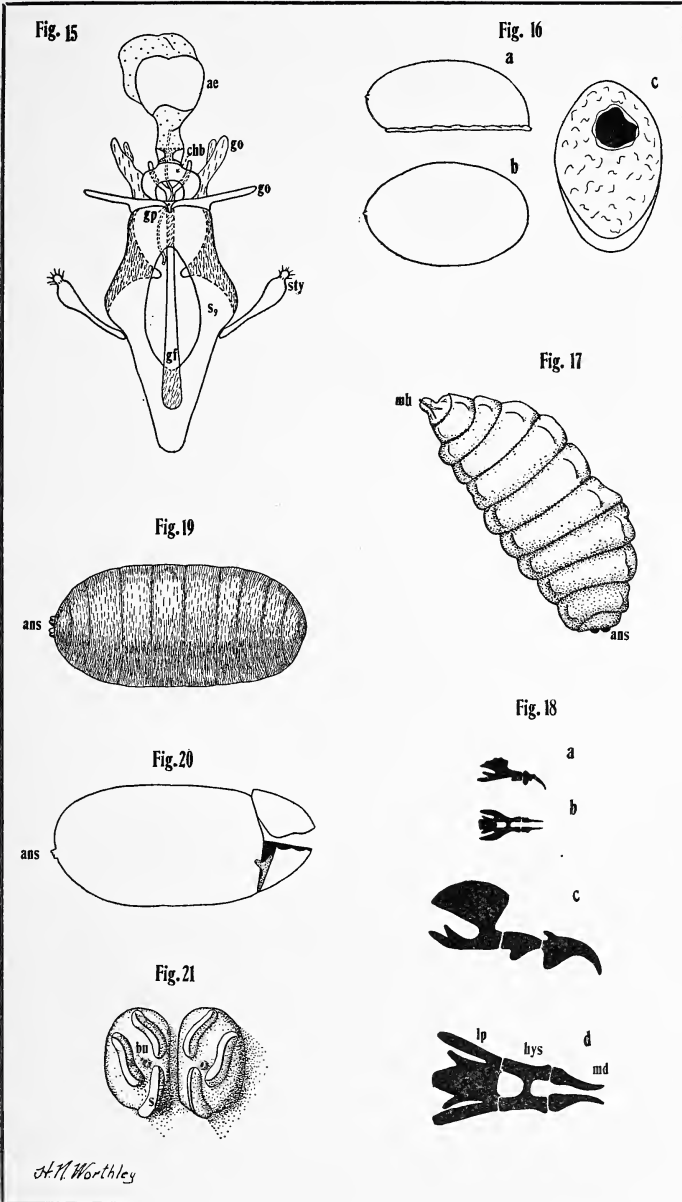 Fig. 15
ae
go
chb
go
gp
sty
s9
gf
Fig. 16
a
b
c
Fig. 17
mh
ans
Fig. 19
ans
Fig. 18
a
b
c
lp
hys
d
md
Fig. 20
ans
Fig. 21
bu
s
H. N. Worthley